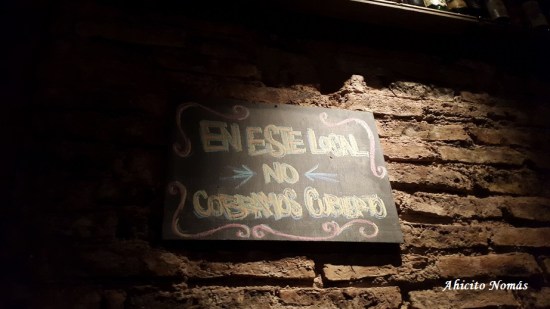 EN ESTE LOCAL
NO
COBRAMOS CUBIERTO
Ahicito Nomás